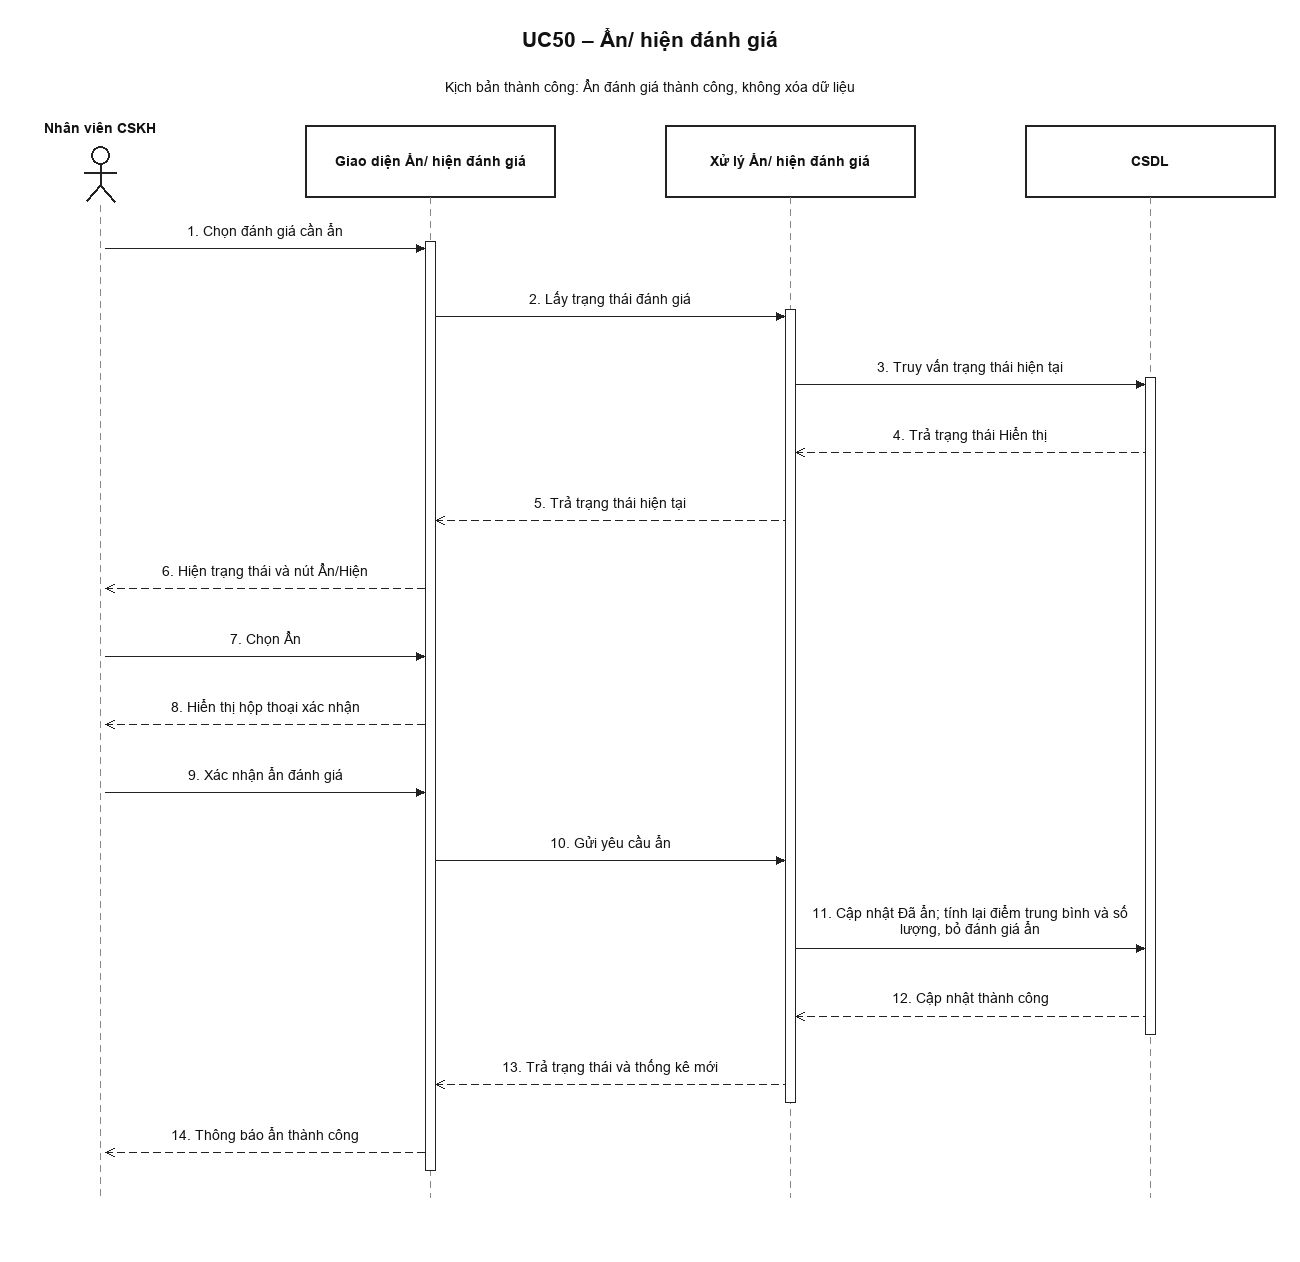 UC50 – Ẩn/ hiện đánh giá
Kịch bản thành công: Ẩn đánh giá thành công, không xóa dữ liệu
Nhân viên CSKH
Giao diện Ẩn/ hiện đánh giá
Xử lý Ẩn/ hiện đánh giá
CSDL
1. Chọn đánh giá cần ẩn
2. Lấy trạng thái đánh giá
3. Truy vấn trạng thái hiện tại
4. Trả trạng thái Hiển thị
5. Trả trạng thái hiện tại
6. Hiện trạng thái và nút Ẩn/Hiện
7. Chọn Ẩn
8. Hiển thị hộp thoại xác nhận
9. Xác nhận ẩn đánh giá
10. Gửi yêu cầu ẩn
11. Cập nhật Đã ẩn; tính lại điểm trung bình và số
lượng, bỏ đánh giá ẩn
12. Cập nhật thành công
13. Trả trạng thái và thống kê mới
14. Thông báo ẩn thành công